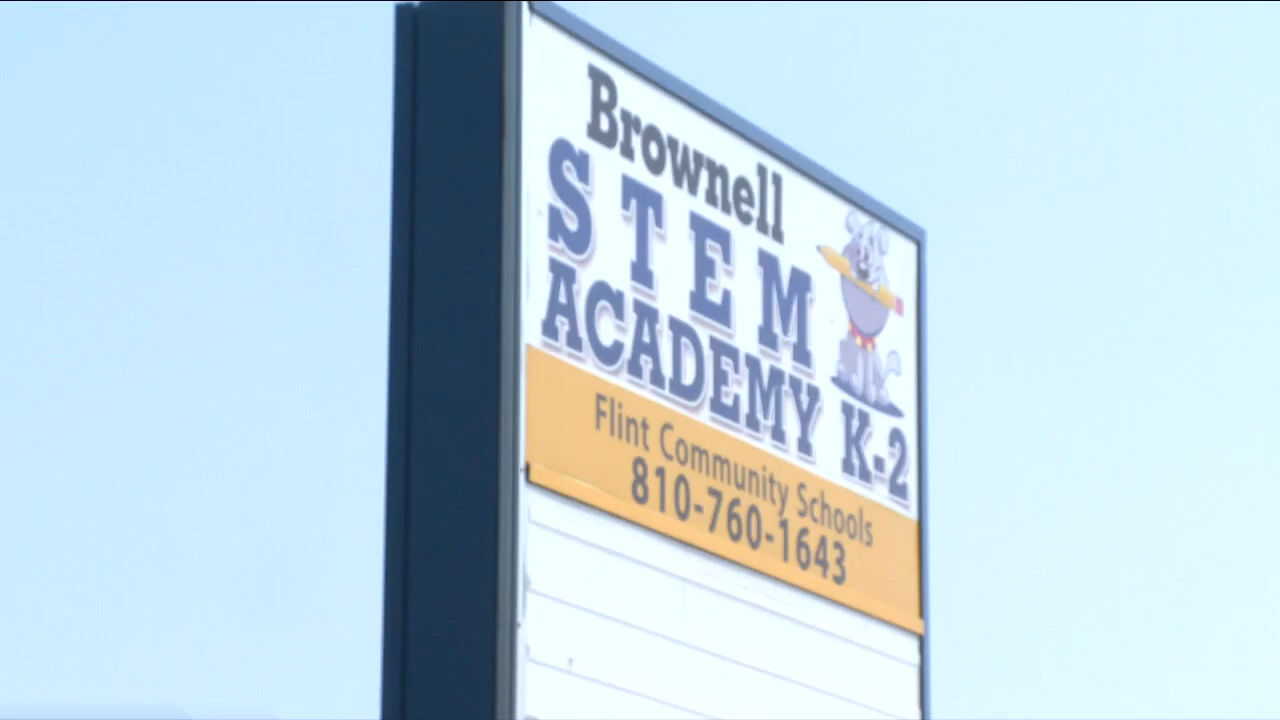 Brownell
STEM
ACADEMY K-2
Flint Community Schools
810-760-1643